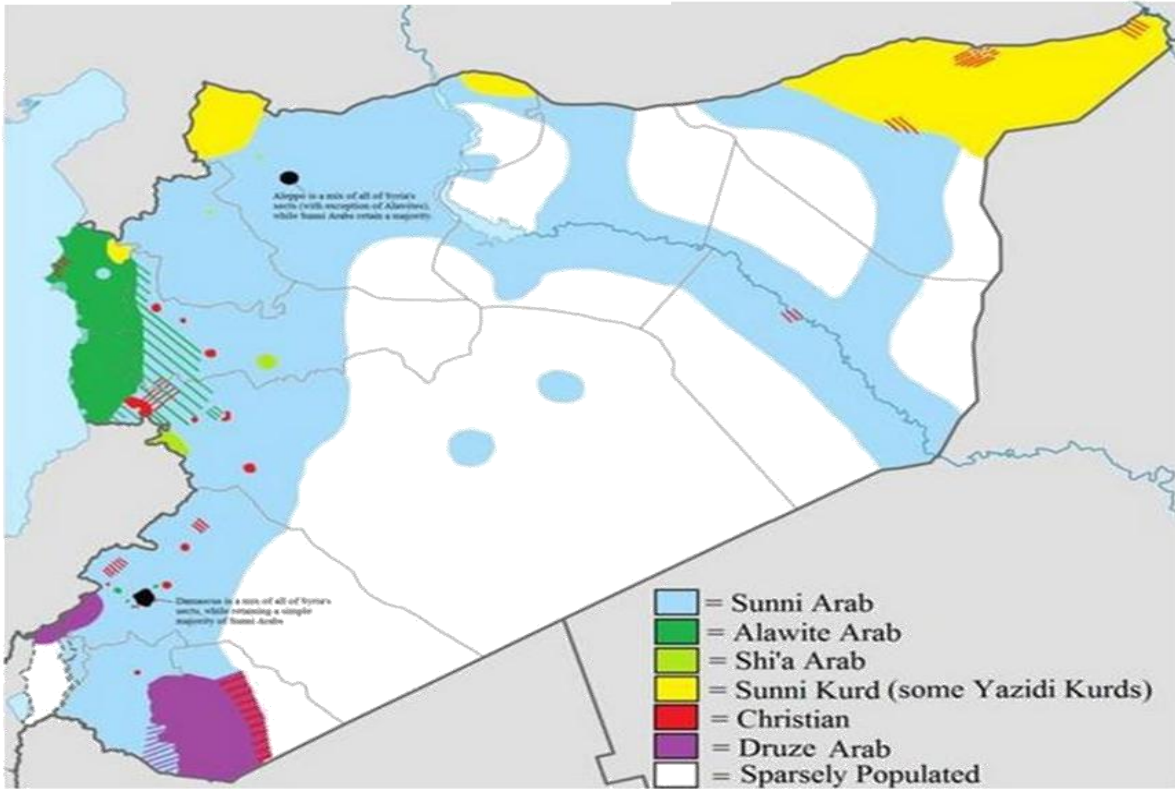 Aleppo is a mix of all of Syria's
sects (with exception of Alawites),
while Sunni Arabs retain a majority
Damascus is a mix of all of Syria's
sects, while retaining a simple
majority of Sunni Arabs
= Sunni Arab
= Alawite Arab
= Shi'a Arab
= Sunni Kurd (some Yazidi Kurds)
= Christian
= Druze Arab
= Sparsely Populated